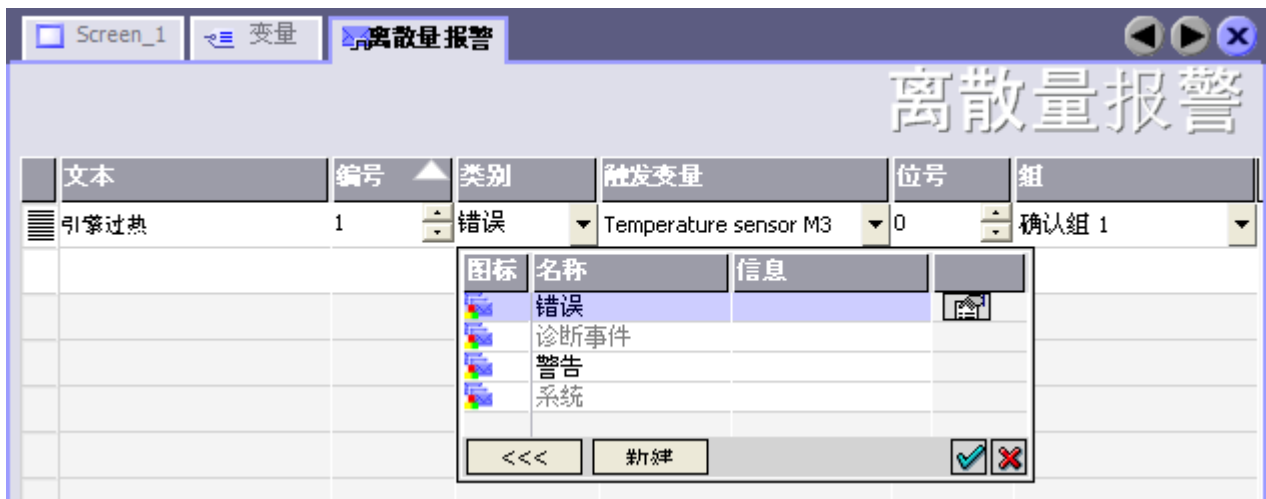 Screen_1 变量 离散量报警
离散量报警
文本 编号 类别 触发变量 位号 组
引擎过热 1 错误 Temperature sensor M3 0 确认组 1
图标 名称 信息
错误
诊断事件
警告
系统
<<< 新建